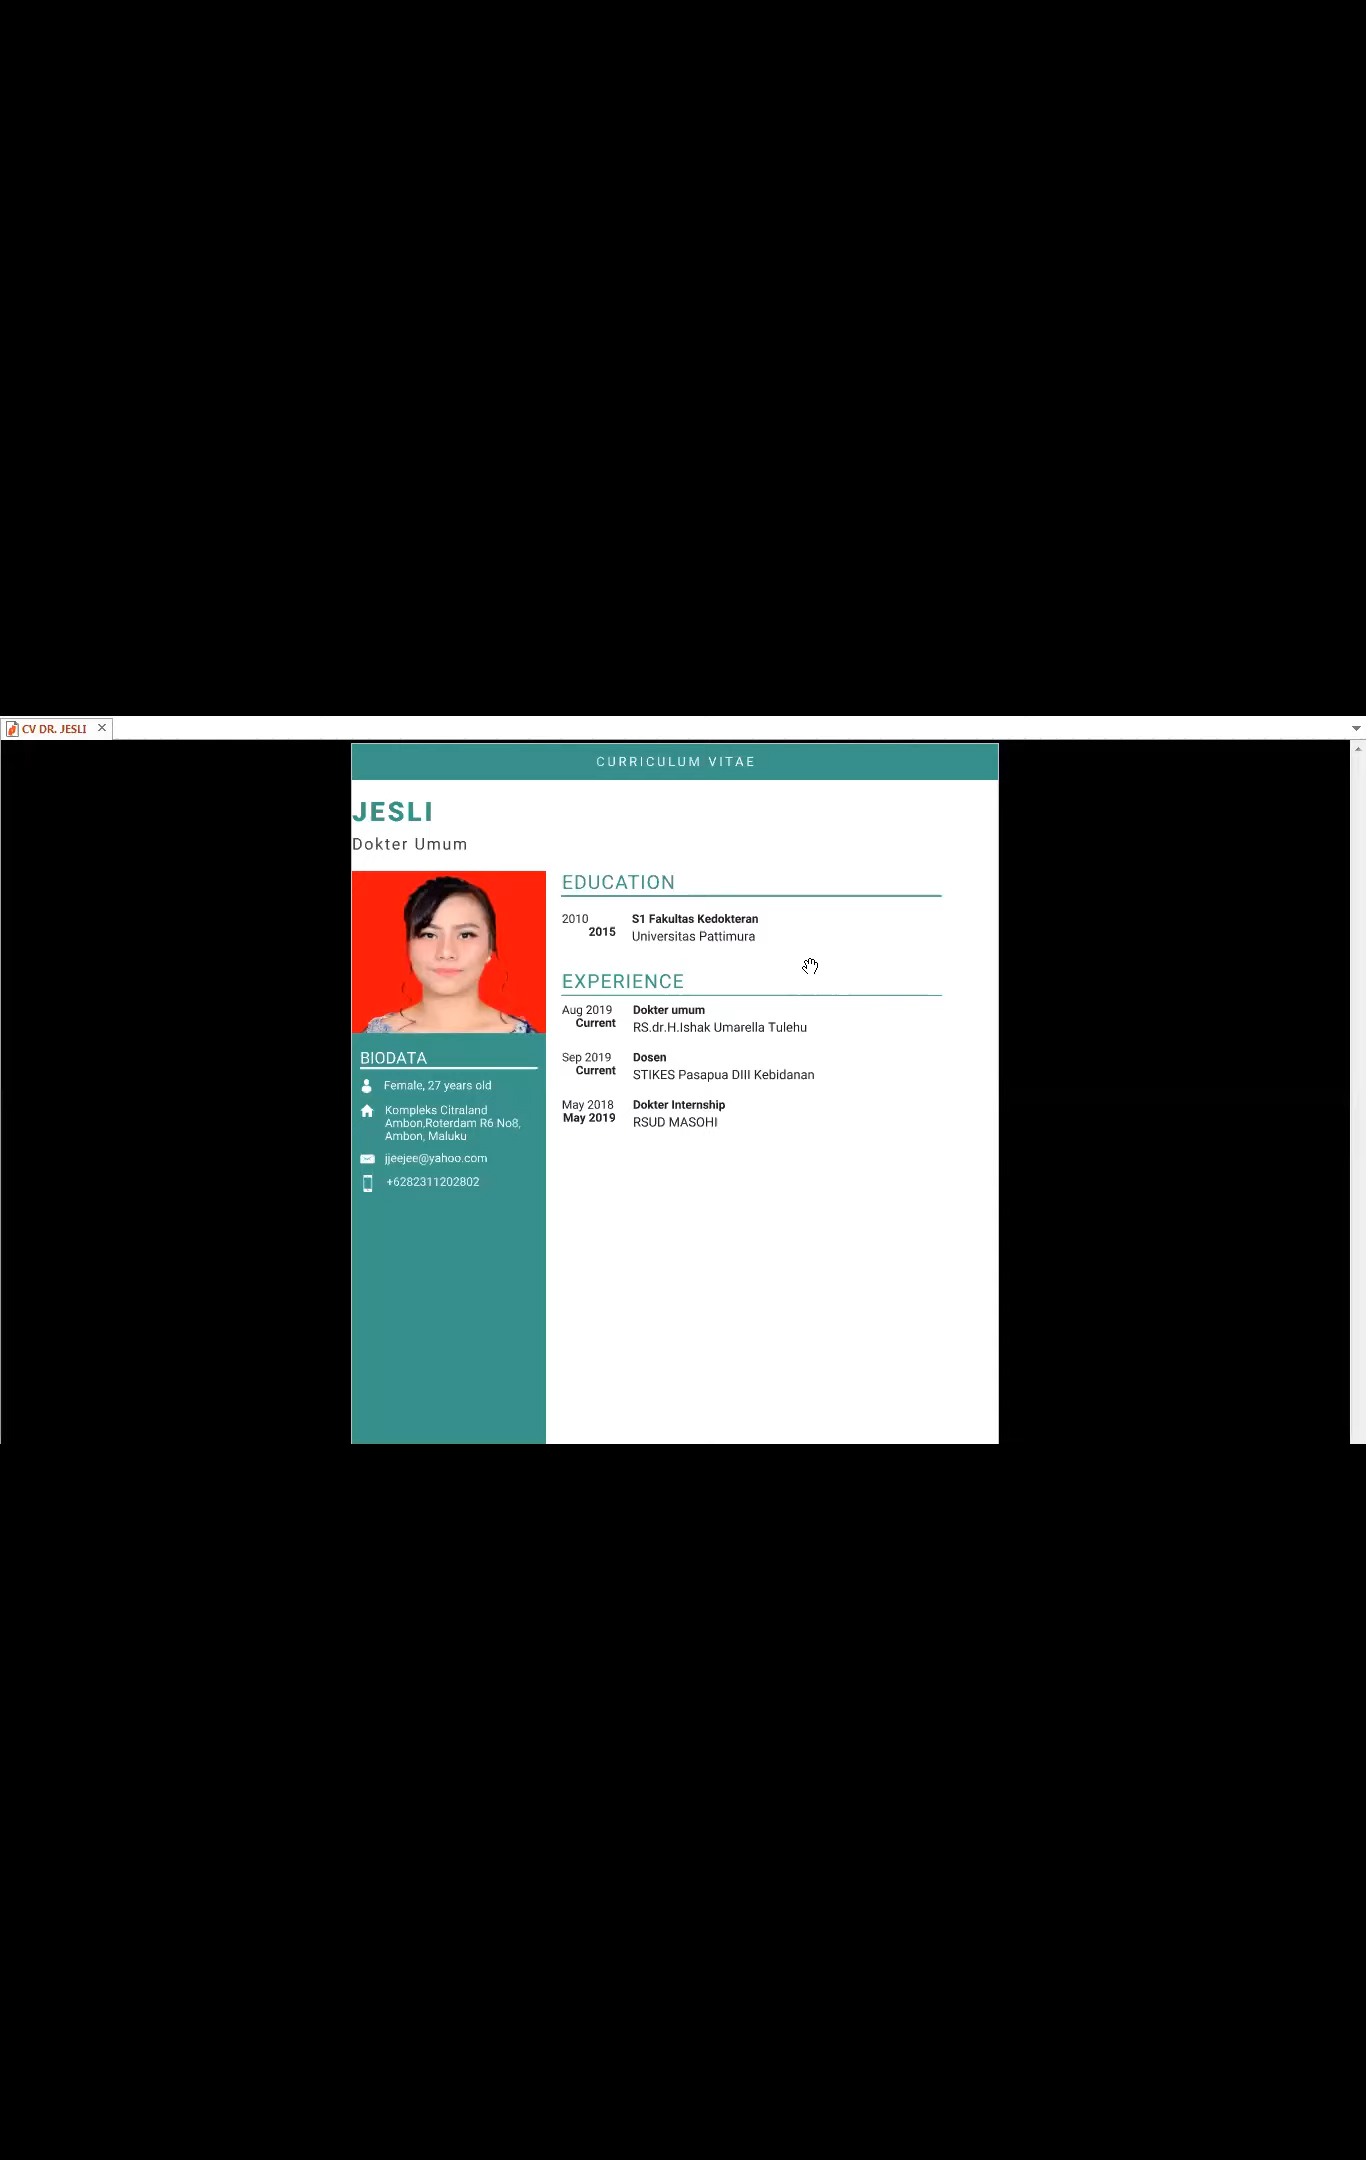 CV DR. JESLI
CURRICULUM VITAE
JESLI
Dokter Umum
BIODATA
Female, 27 years old
Kompleks Citraland
Ambon,Roterdam R6 No8,
Ambon, Maluku
jjeejee@yahoo.com
+6282311202802
EDUCATION
2010 S1 Fakultas Kedokteran
2015
Universitas Pattimura
EXPERIENCE
Aug 2019 Dokter umum
Current
RS.dr.H.Ishak Umarella Tulehu
Sep 2019 Dosen
Current
STIKES Pasapua DIII Kebidanan
May 2018 Dokter Internship
May 2019
RSUD MASOHI